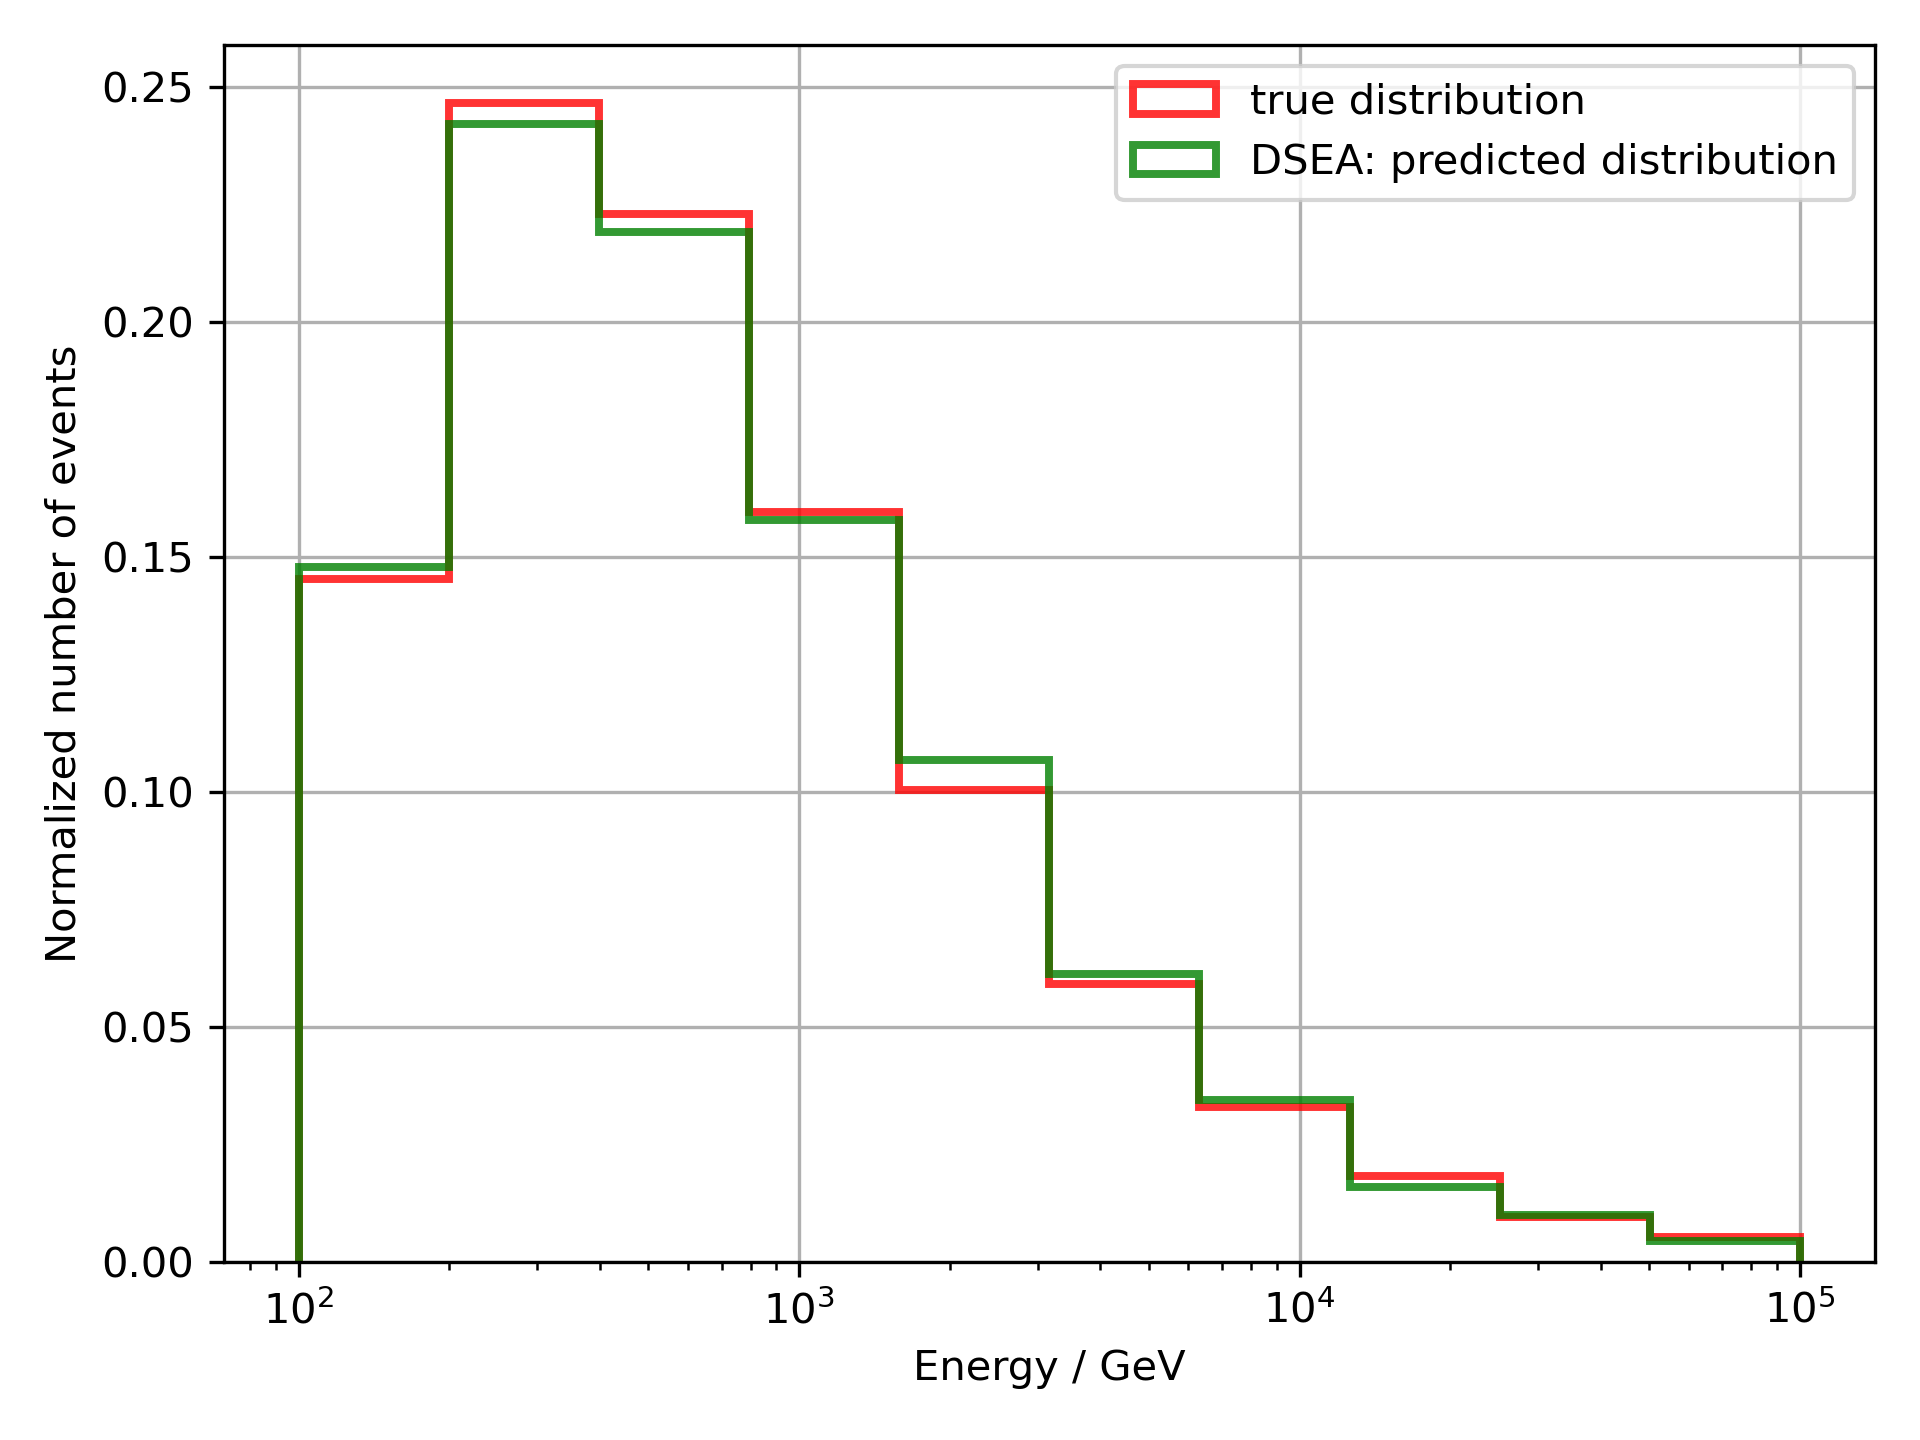 0.25
0.20
0.15
0.10
0.05
0.00
Normalized number of events
true distribution
DSEA: predicted distribution
10² 10³ 10⁴ 10⁵
Energy / GeV